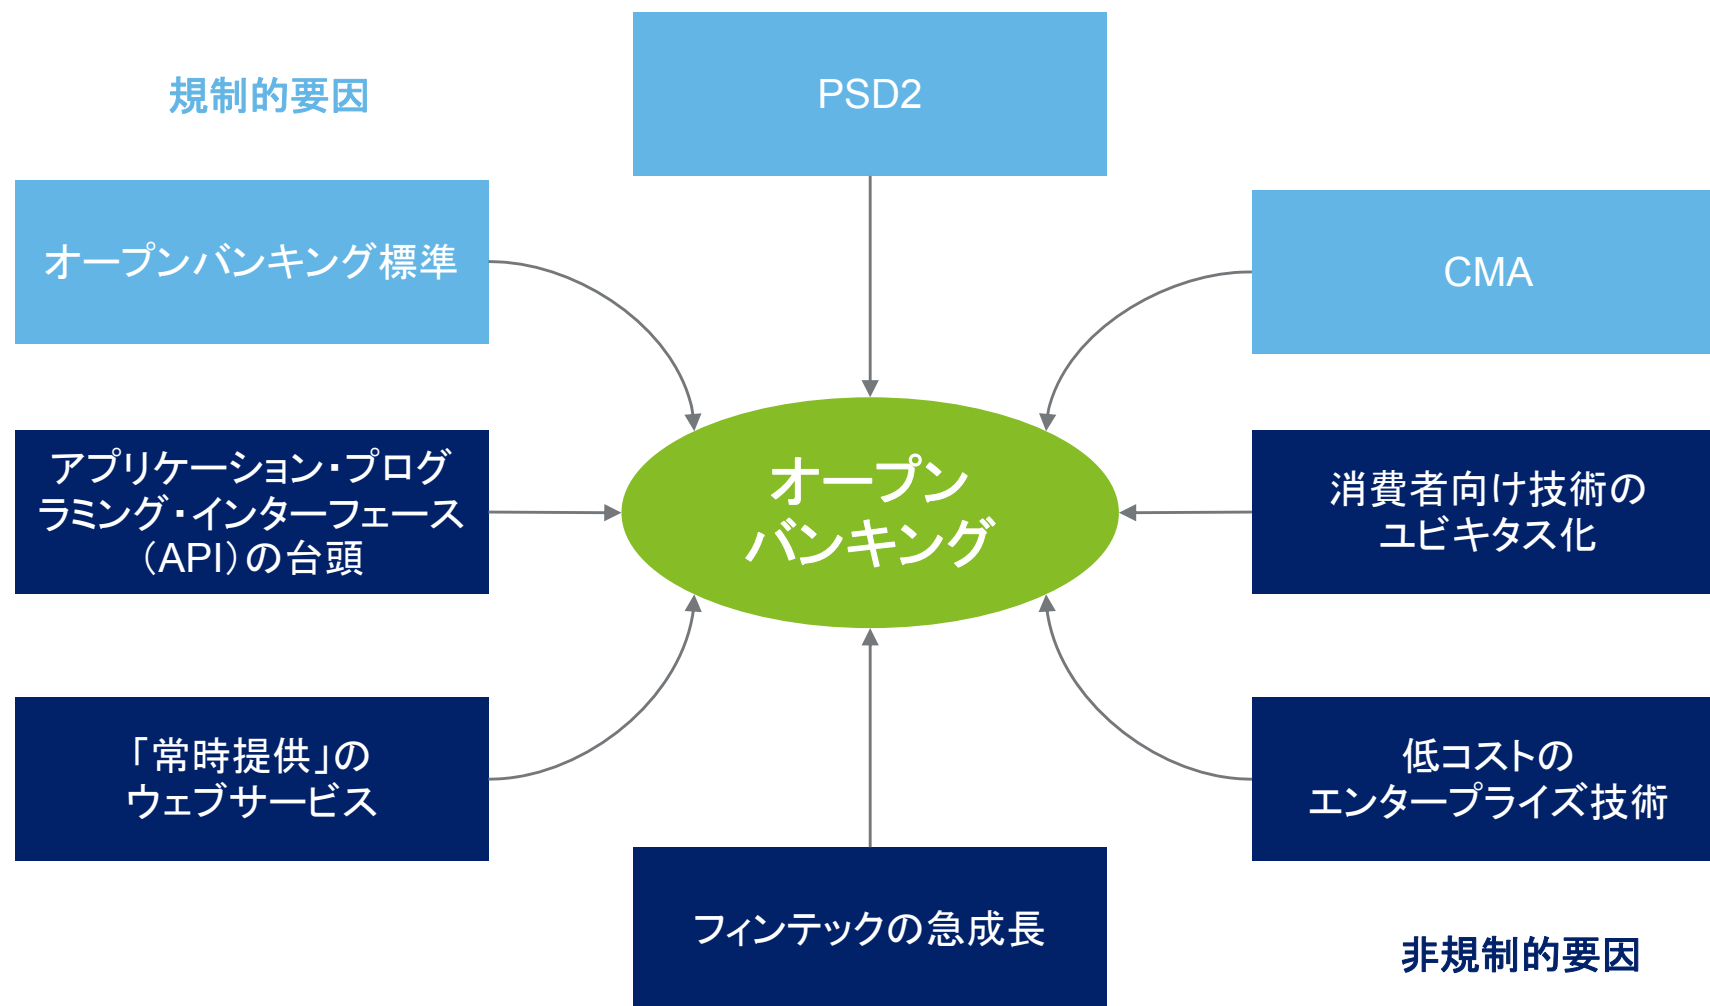 規制的要因
PSD2
オープンバンキング標準
CMA
アプリケーション・プログ
ラミング・インターフェース
（API）の台頭
オープン
バンキング
消費者向け技術の
ユビキタス化
「常時提供」の
ウェブサービス
低コストの
エンタープライズ技術
フィンテックの急成長
非規制的要因